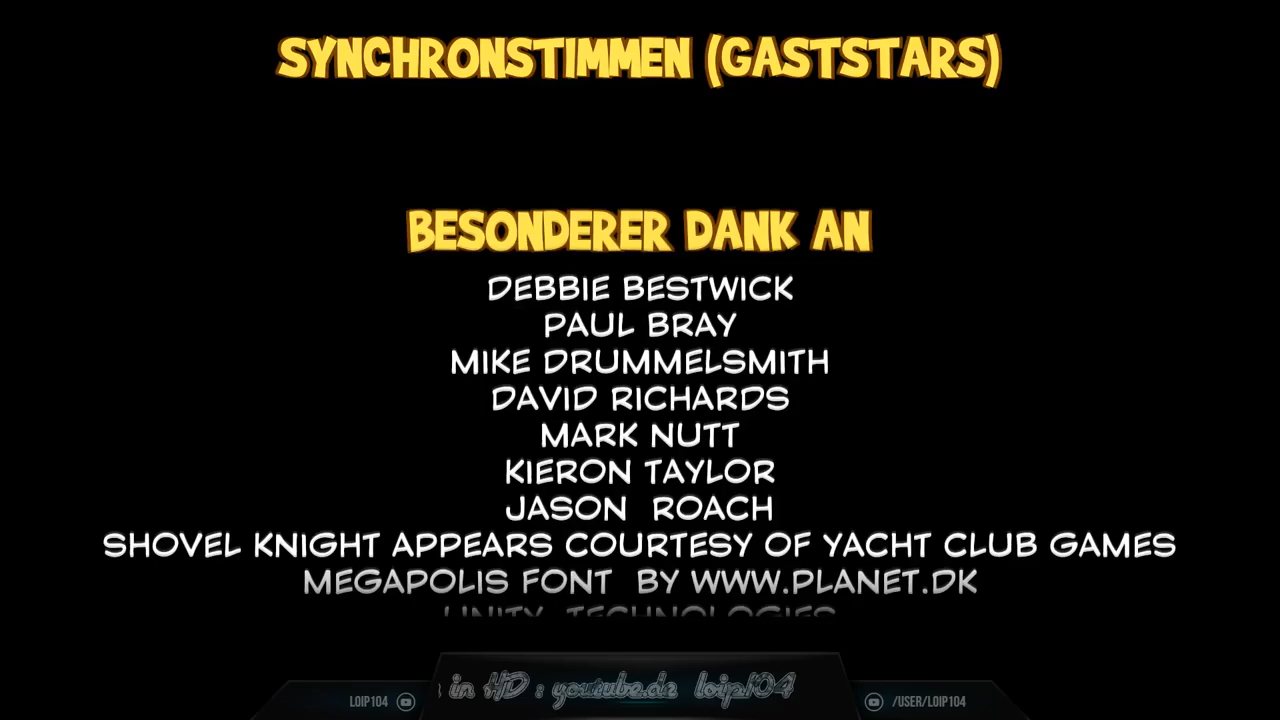 SYNCHRONSTIMMEN (GASTSTARS)
BESONDERER DANK AN
DEBBIE BESTWICK
PAUL BRAY
MIKE DRUMMELSMITH
DAVID RICHARDS
MARK NUTT
KIERON TAYLOR
JASON ROACH
SHOVEL KNIGHT APPEARS COURTESY OF YACHT CLUB GAMES
MEGAPOLIS FONT BY WWW.PLANET.DK
UNITY TECHNOLOGIES
in HD : youtube.de loip104
LOIP104
/USER/LOIP104